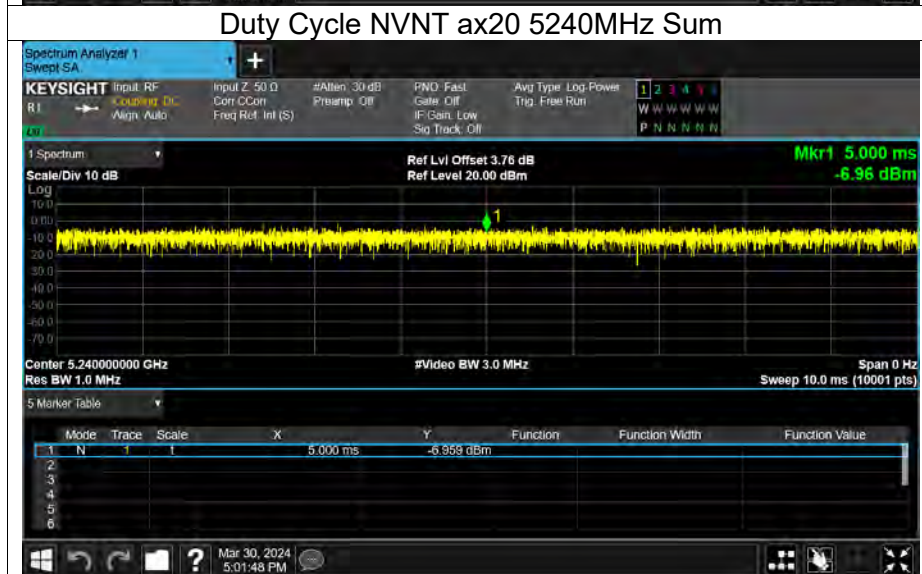 Duty Cycle NVNT ax20 5240MHz Sum
Spectrum Analyzer 1
Swept SA
+
KEYSIGHT Input: RF Input Z: 50 Ω #Atten: 30 dB PNO: Fast Avg Type: Log-Power 1 2 3 4 5 6
Coupling: DC Corr CCorr Preamp: Off Gate: Off Trig: Free Run W W W W W W
Align: Auto Freq Ref: Int (S) IF Gain: Low
Sig Track: Off P N N N N N
1 Spectrum
Ref Lvl Offset 3.76 dB Mkr1 5.000 ms
Scale/Div 10 dB Ref Level 20.00 dBm -6.96 dBm
Log
10.0
0.00
-10.0
-20.0
-30.0
-40.0
-50.0
-60.0
-70.0
1
Center 5.240000000 GHz #Video BW 3.0 MHz Span 0 Hz
Res BW 1.0 MHz Sweep 10.0 ms (10001 pts)
5 Marker Table
Mode Trace Scale X Y Function Function Width Function Value
1 N 1 t 5.000 ms -6.959 dBm
2
3
4
5
6
? Mar 30, 2024
5:01:48 PM